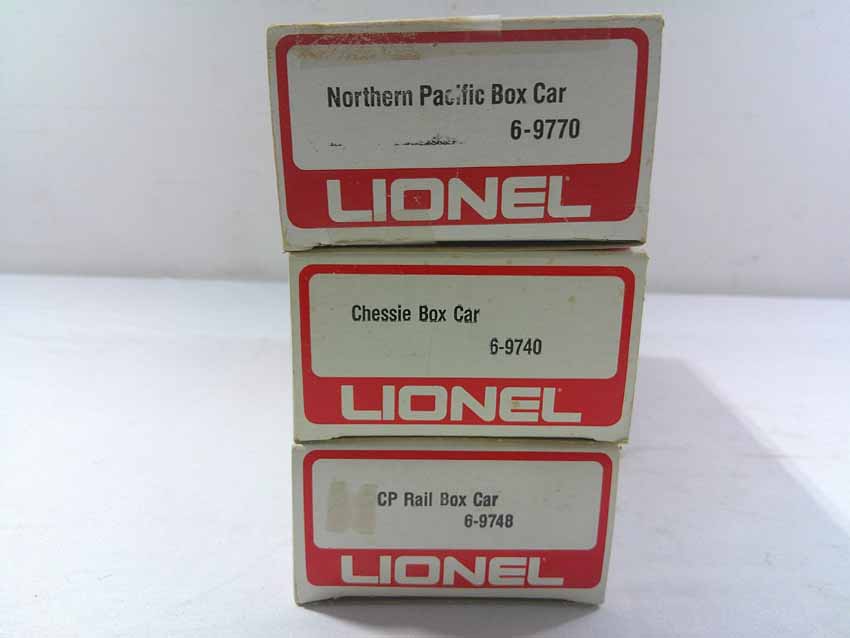 Northern Pacific Box Car
6-9770
LIONEL
Chessie Box Car
6-9740
LIONEL
CP Rail Box Car
6-9748
LIONEL